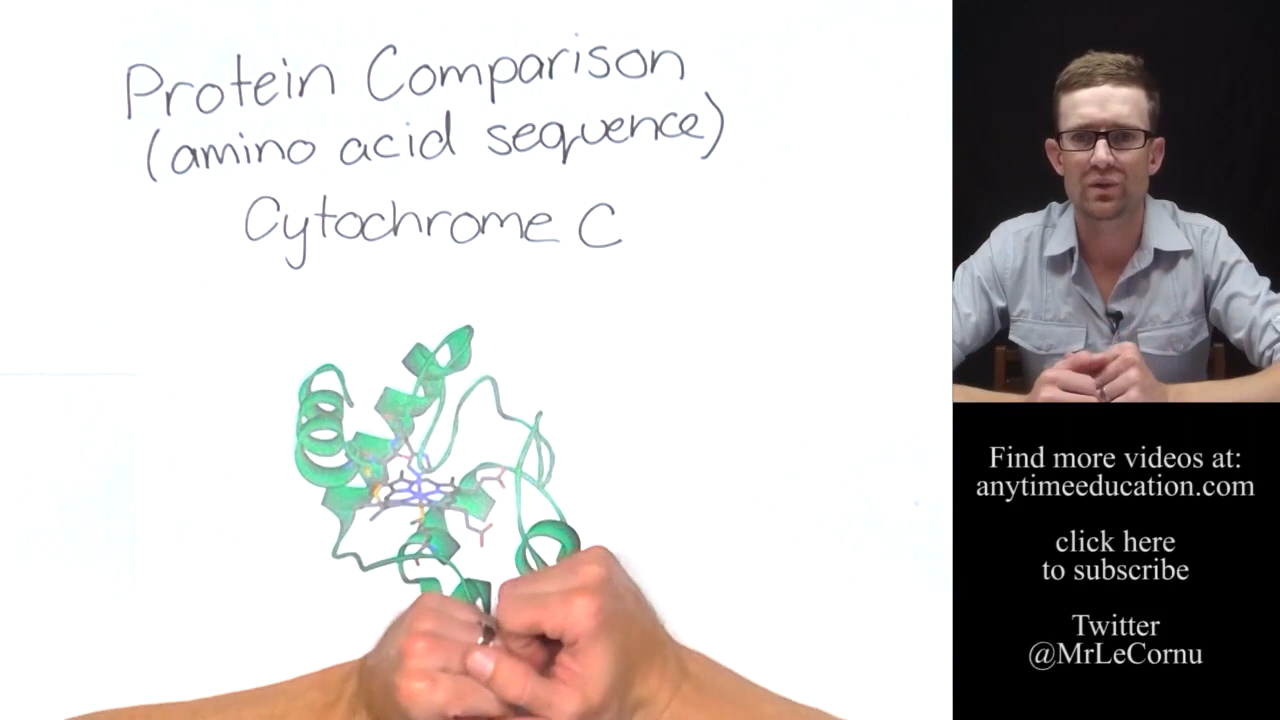 Protein Comparison
(amino acid sequence)
Cytochrome C
Find more videos at:
anytimeeducation.com
click here
to subscribe
Twitter
@MrLeCornu